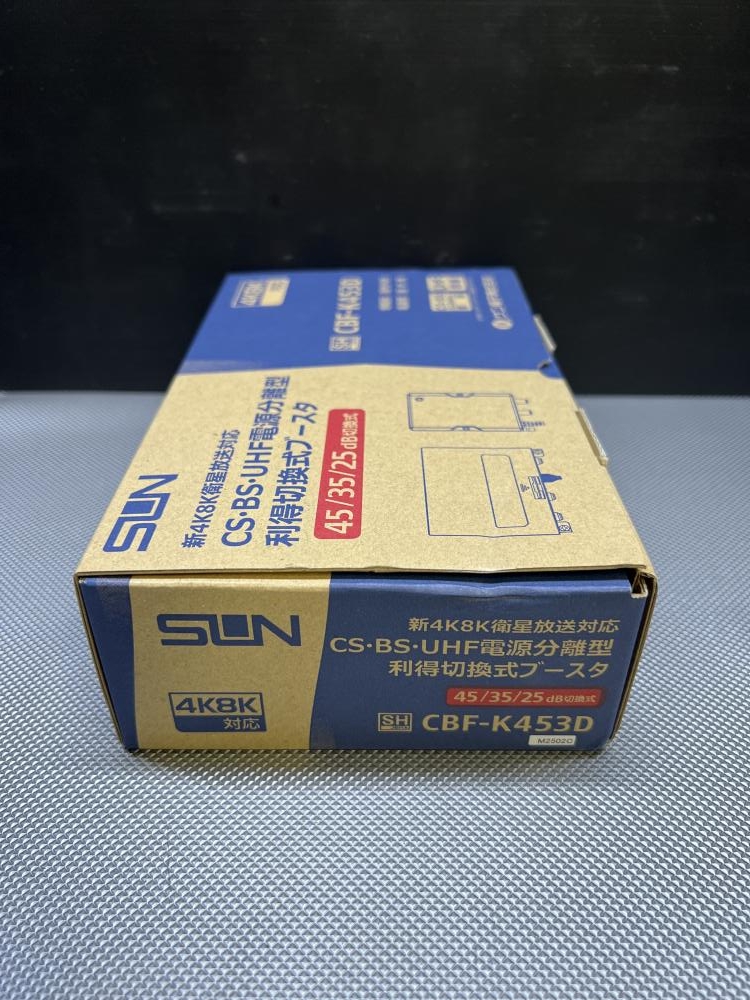 4K8K
SH CBF-K453D
SUN
新4K8K衛星放送対応
CS・BS・UHF電源分離型
利得切換式ブースタ
45/35/25dB切換式
SUN
4K8K
対応
新4K8K衛星放送対応
CS・BS・UHF電源分離型
利得切換式ブースタ
45/35/25dB切換式
SH CBF-K453D
M2502C